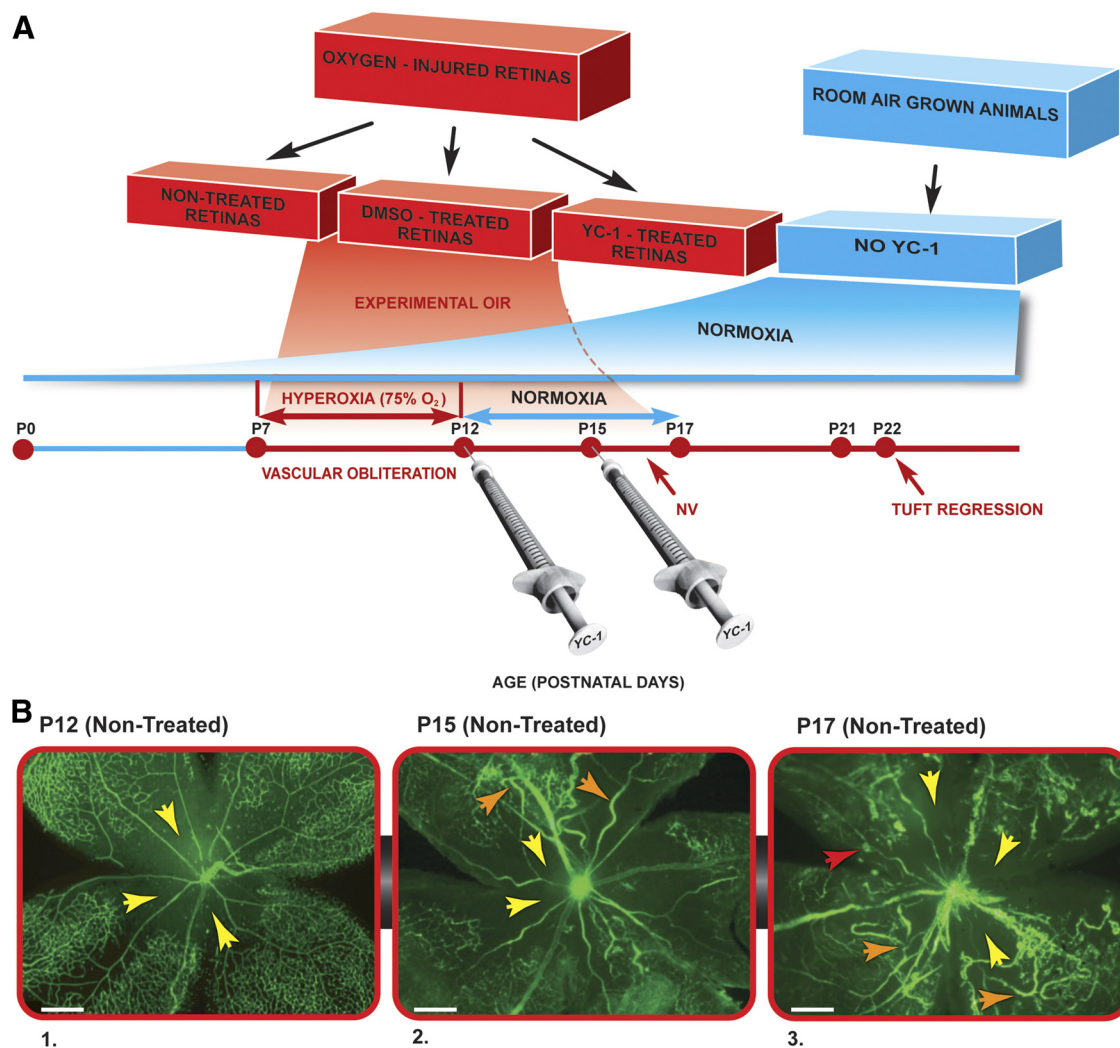 A
OXYGEN - INJURED RETINAS
ROOM AIR GROWN ANIMALS
NON-TREATED
RETINAS
DMSO - TREATED
RETINAS
YC-1 - TREATED
RETINAS
NO YC-1
EXPERIMENTAL OIR
NORMOXIA
HYPEROXIA (75% O₂)
NORMOXIA
P0
P7
P12
P15
P17
P21
P22
VASCULAR OBLITERATION
NV
TUFT REGRESSION
YC-1
YC-1
AGE (POSTNATAL DAYS)
B
P12 (Non-Treated)
P15 (Non-Treated)
P17 (Non-Treated)
1.
2.
3.